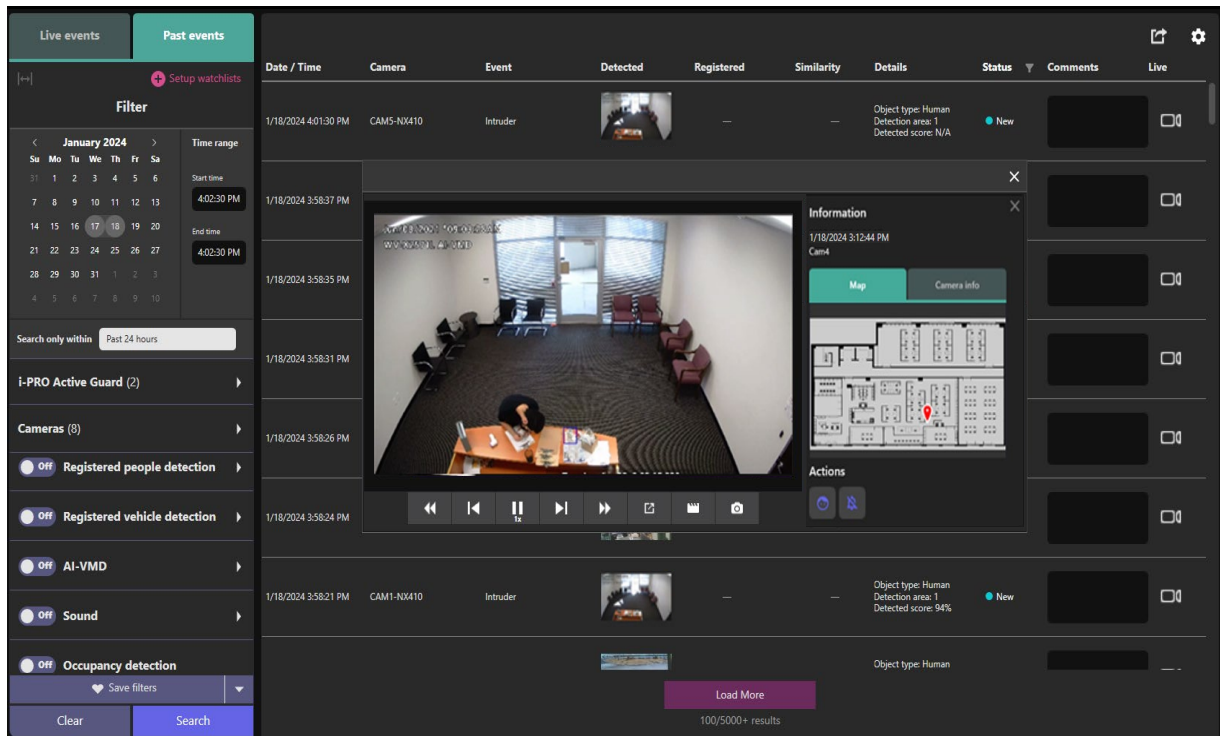 Live events
Past events
Setup watchlists
Filter
January 2024
Su Mo Tu We Th Fr Sa
31 1 2 3 4 5 6
7 8 9 10 11 12 13
14 15 16 17 18 19 20
21 22 23 24 25 26 27
28 29 30 31 1 2 3
4 5 6 7 8 9 10
Time range
Start time
4:02:30 PM
End time
4:02:30 PM
Search only within Past 24 hours
i-PRO Active Guard (2)
Cameras (8)
Off Registered people detection
Off Registered vehicle detection
Off AI-VMD
Off Sound
Off Occupancy detection
Save filters
Clear
Search
Date / Time Camera Event Detected Registered Similarity Details Status Comments Live
1/18/2024 4:01:30 PM CAM5-NX410 Intruder — —
Object type: Human
Detection area: 1
Detected score: N/A
New
1/18/2024 3:58:37 PM
1/18/2024 3:58:35 PM
1/18/2024 3:58:31 PM
1/18/2024 3:58:26 PM
1/18/2024 3:58:24 PM
Information
1/18/2024 3:12:44 PM
Cam4
Map
Camera info
Actions
1x
1/18/2024 3:58:21 PM CAM1-NX410 Intruder — —
Object type: Human
Detection area: 1
Detected score: 94%
New
Object type: Human
Load More
100/5000+ results